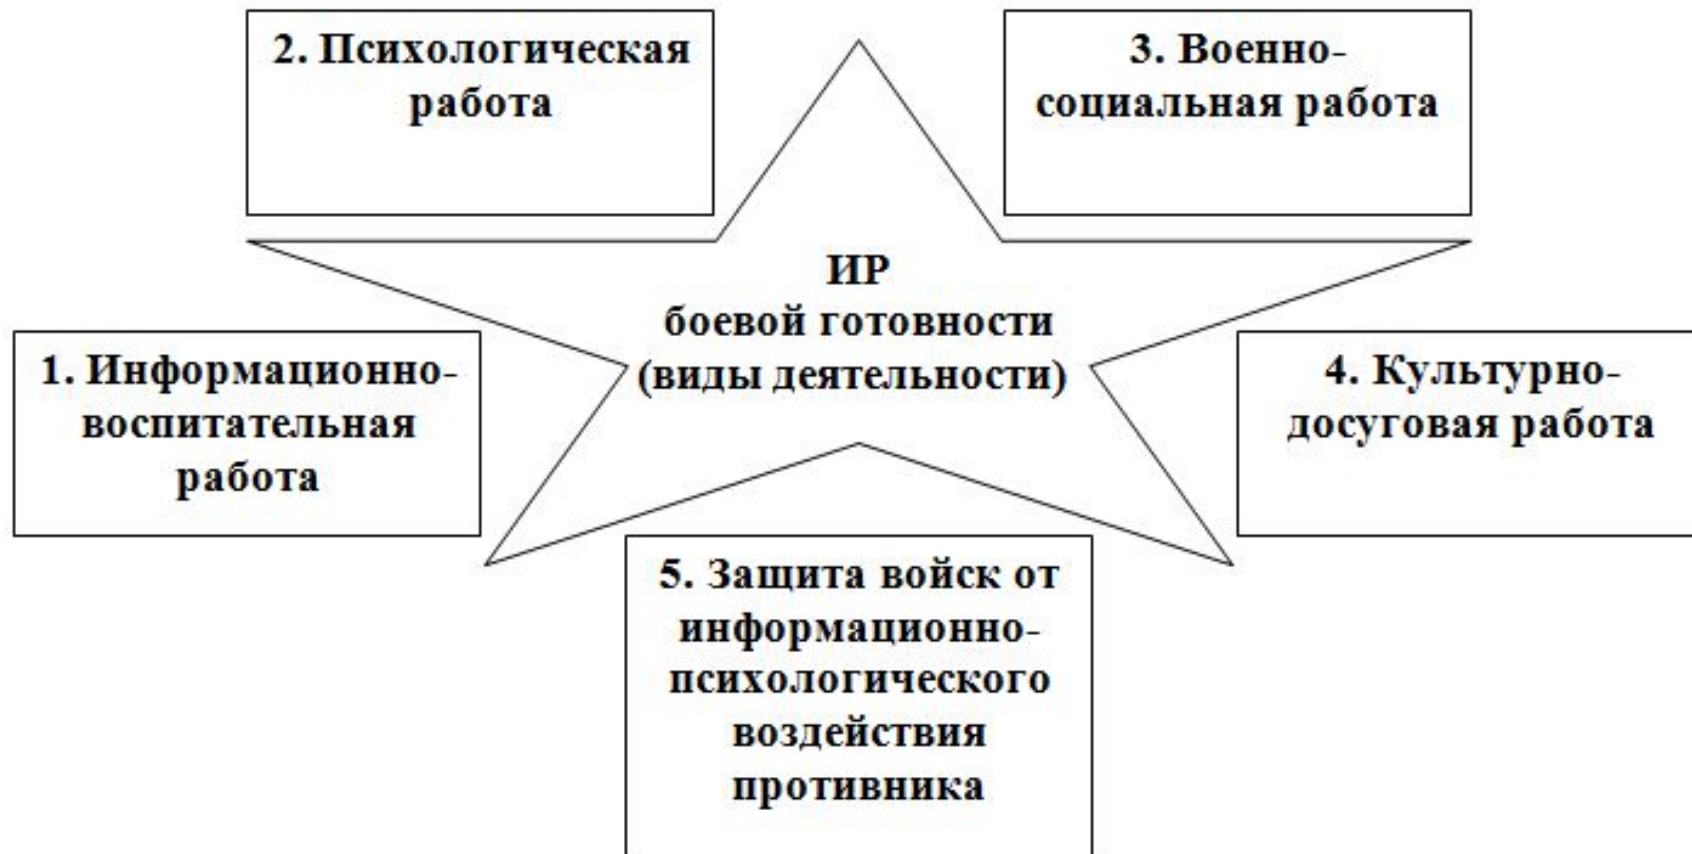 2. Психологическая
работа
3. Военно-
социальная работа
ИР
боевой готовности
(виды деятельности)
1. Информационно-
воспитательная
работа
4. Культурно-
досуговая работа
5. Защита войск от
информационно-
психологического
воздействия
противника